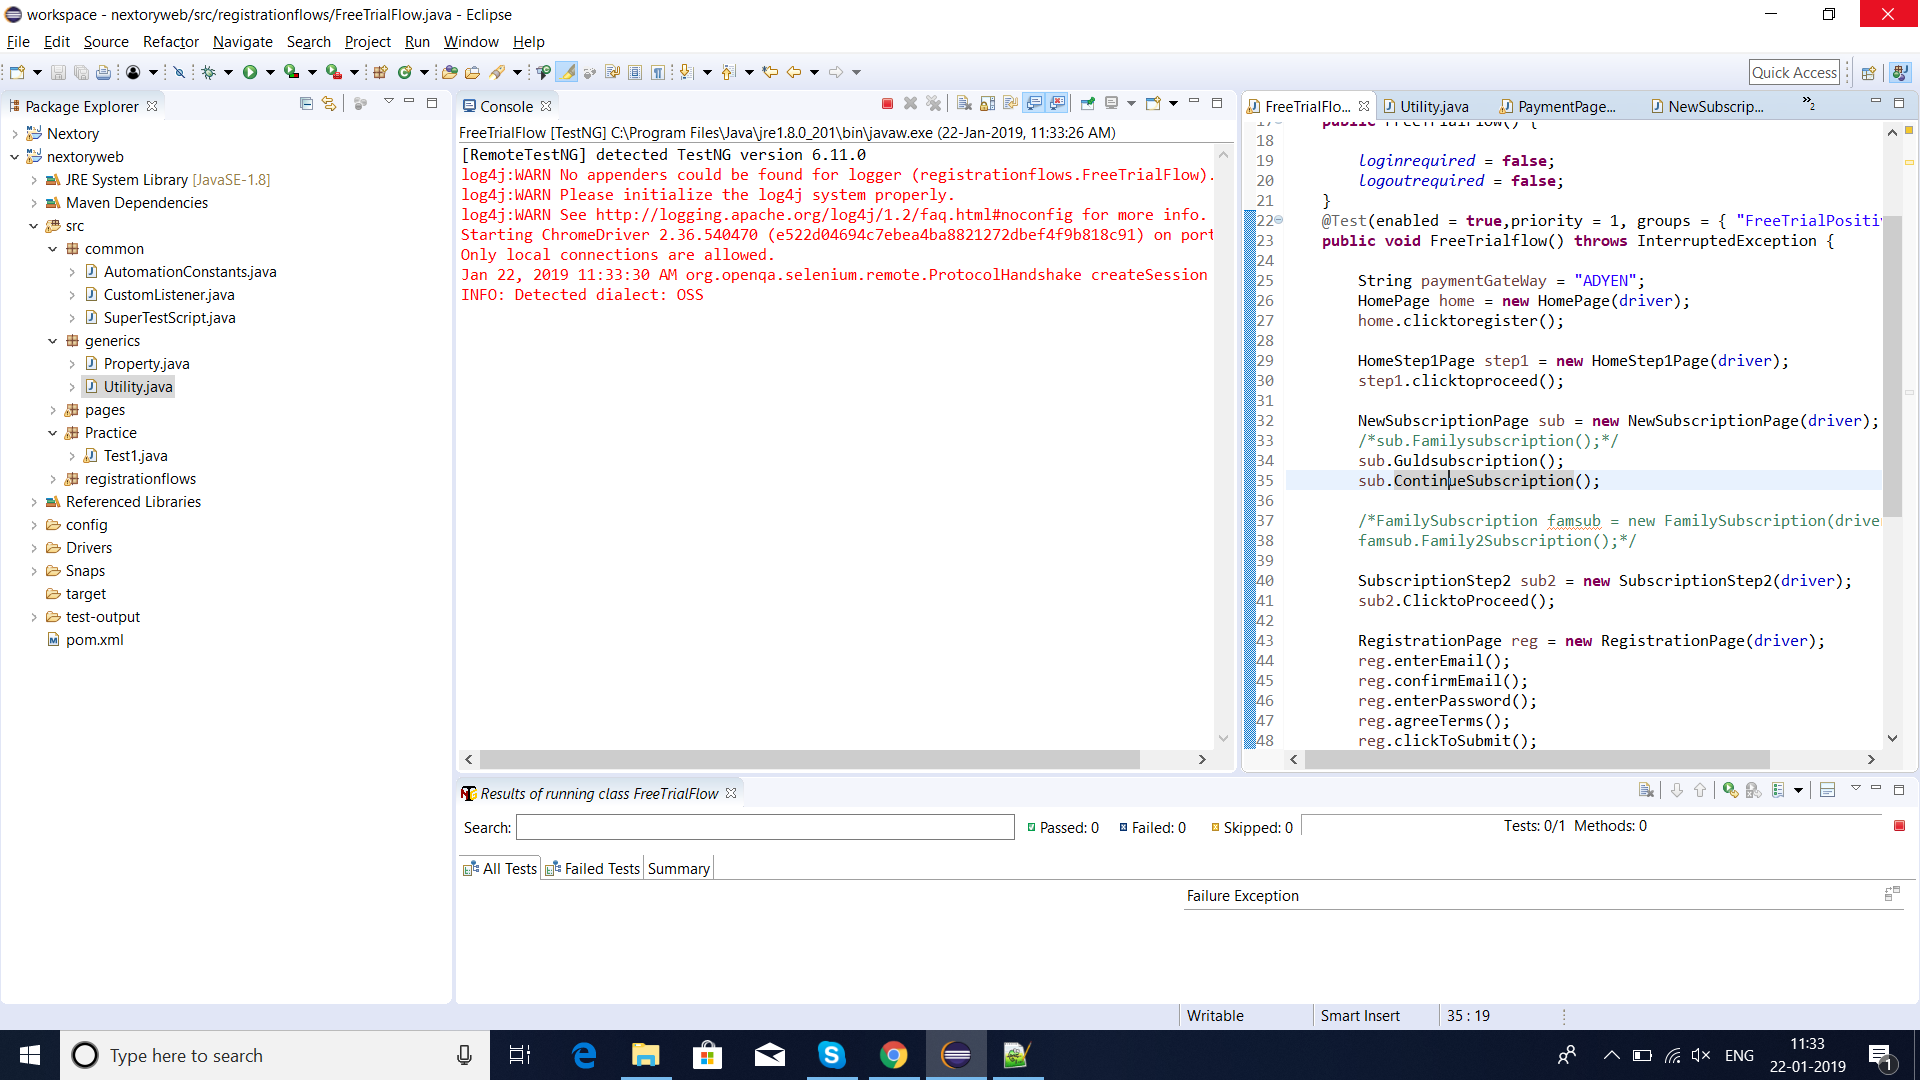 workspace - nextoryweb/src/registrationflows/FreeTrialFlow.java - Eclipse
File Edit Source Refactor Navigate Search Project Run Window Help
Quick Access
Package Explorer
Nextory
nextoryweb
JRE System Library [JavaSE-1.8]
Maven Dependencies
src
common
AutomationConstants.java
CustomListener.java
SuperTestScript.java
generics
Property.java
Utility.java
pages
Practice
Test1.java
registrationflows
Referenced Libraries
config
Drivers
Snaps
target
test-output
pom.xml
Console
FreeTrialFlow [TestNG] C:\Program Files\Java\jre1.8.0_201\bin\javaw.exe (22-Jan-2019, 11:33:26 AM)
[RemoteTestNG] detected TestNG version 6.11.0
log4j:WARN No appenders could be found for logger (registrationflows.FreeTrialFlow).
log4j:WARN Please initialize the log4j system properly.
log4j:WARN See http://logging.apache.org/log4j/1.2/faq.html#noconfig for more info.
Starting ChromeDriver 2.36.540470 (e522d04694c7ebea4ba8821272dbef4f9b818c91) on port
Only local connections are allowed.
Jan 22, 2019 11:33:30 AM org.openqa.selenium.remote.ProtocolHandshake createSession
INFO: Detected dialect: OSS
FreeTrialFlo... Utility.java PaymentPage... NewSubscrip... »2
17 public FreeTrialFlow() {
18
19 loginrequired = false;
20 logoutrequired = false;
21 }
22 @Test(enabled = true,priority = 1, groups = { "FreeTrialPositi
23 public void FreeTrialflow() throws InterruptedException {
24
25 String paymentGateWay = "ADYEN";
26 HomePage home = new HomePage(driver);
27 home.clicktoregister();
28
29 HomeStep1Page step1 = new HomeStep1Page(driver);
30 step1.clicktoproceed();
31
32 NewSubscriptionPage sub = new NewSubscriptionPage(driver);
33 /*sub.Familysubscription();*/
34 sub.Guldsubscription();
35 sub.ContinueSubscription();
36
37 /*FamilySubscription famsub = new FamilySubscription(drive
38 famsub.Family2Subscription();*/
39
40 SubscriptionStep2 sub2 = new SubscriptionStep2(driver);
41 sub2.ClicktoProceed();
42
43 RegistrationPage reg = new RegistrationPage(driver);
44 reg.enterEmail();
45 reg.confirmEmail();
46 reg.enterPassword();
47 reg.agreeTerms();
48 reg.clickToSubmit();
Results of running class FreeTrialFlow
Search: Passed: 0 Failed: 0 Skipped: 0 Tests: 0/1 Methods: 0
All Tests Failed Tests Summary
Failure Exception
Writable Smart Insert 35 : 19
Type here to search
ENG
11:33
22-01-2019
1